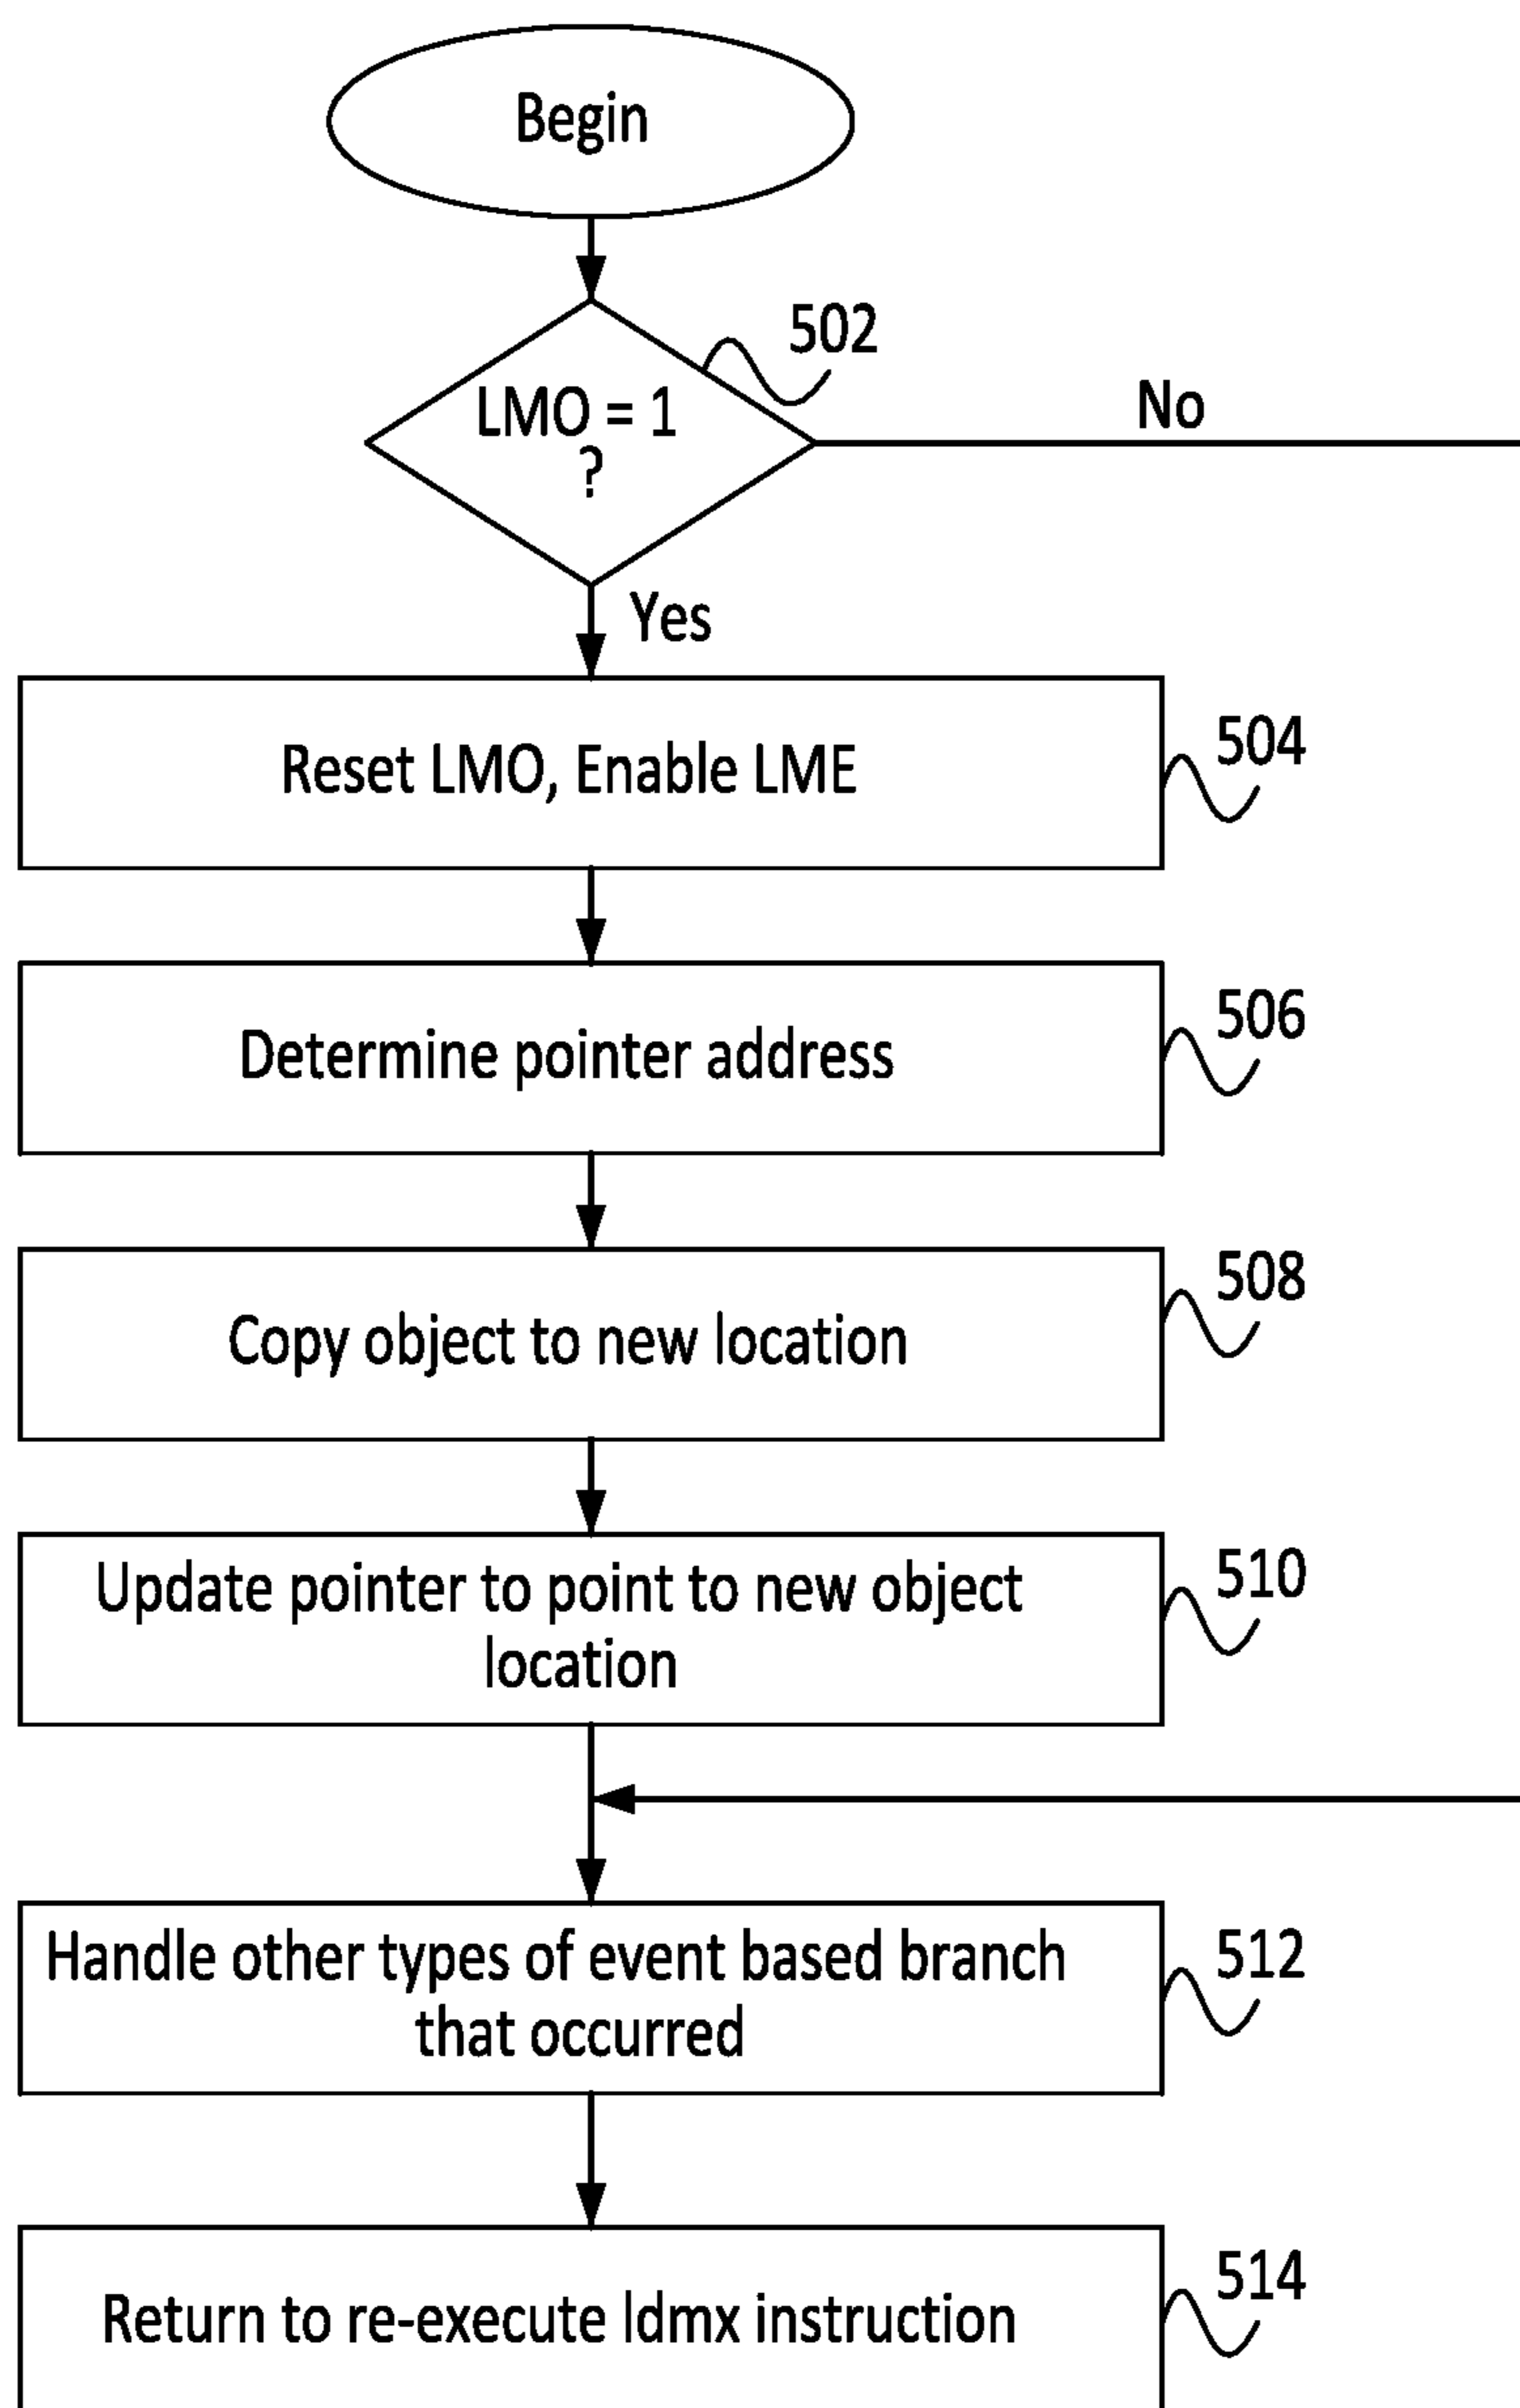 Begin
502
LMO = 1
?
No
Yes
504
Reset LMO, Enable LME
506
Determine pointer address
508
Copy object to new location
510
Update pointer to point to new object
location
512
Handle other types of event based branch
that occurred
514
Return to re-execute ldmx instruction